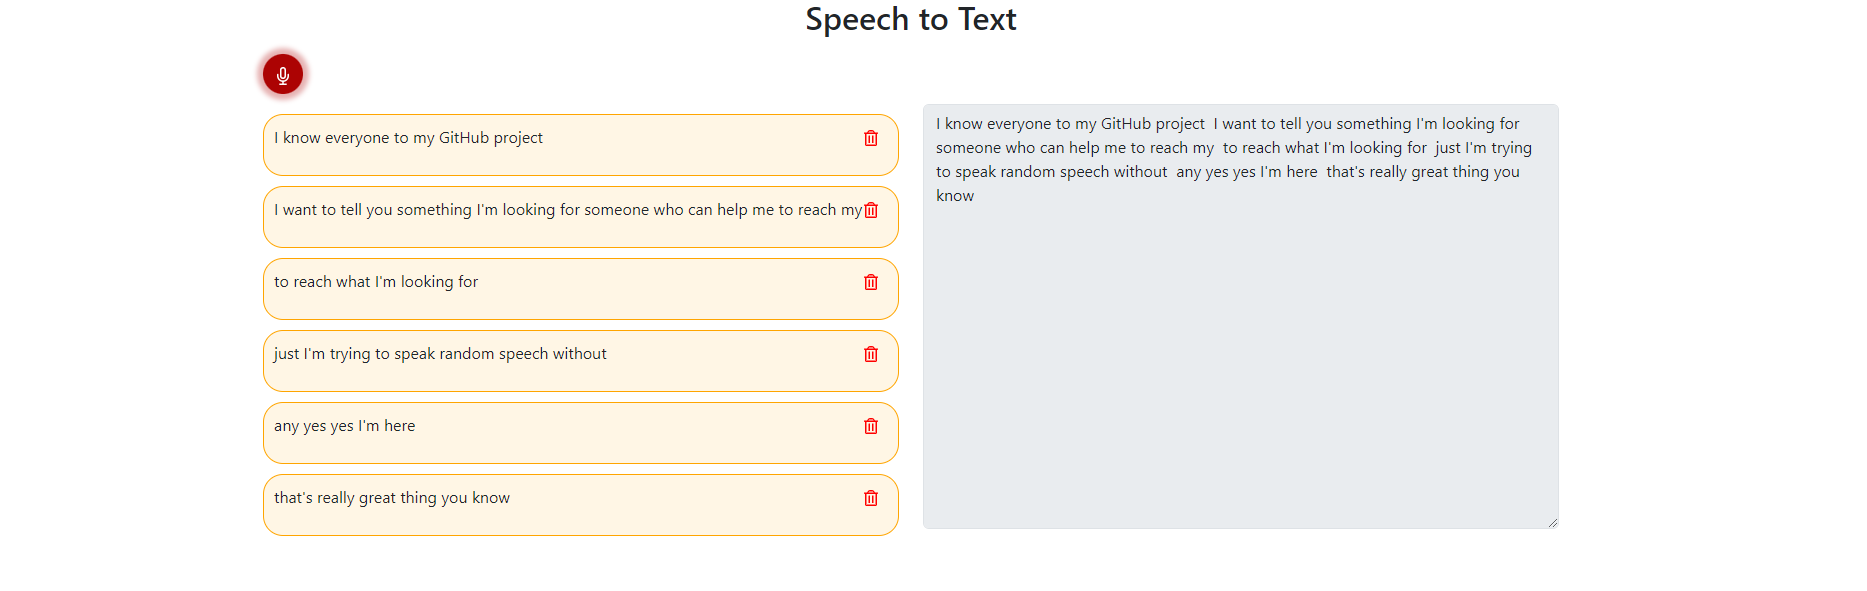 Speech to Text
I know everyone to my GitHub project
I want to tell you something I'm looking for someone who can help me to reach my
to reach what I'm looking for
just I'm trying to speak random speech without
any yes yes I'm here
that's really great thing you know
I know everyone to my GitHub project  I want to tell you something I'm looking for
someone who can help me to reach my  to reach what I'm looking for  just I'm trying
to speak random speech without  any yes yes I'm here  that's really great thing you
know